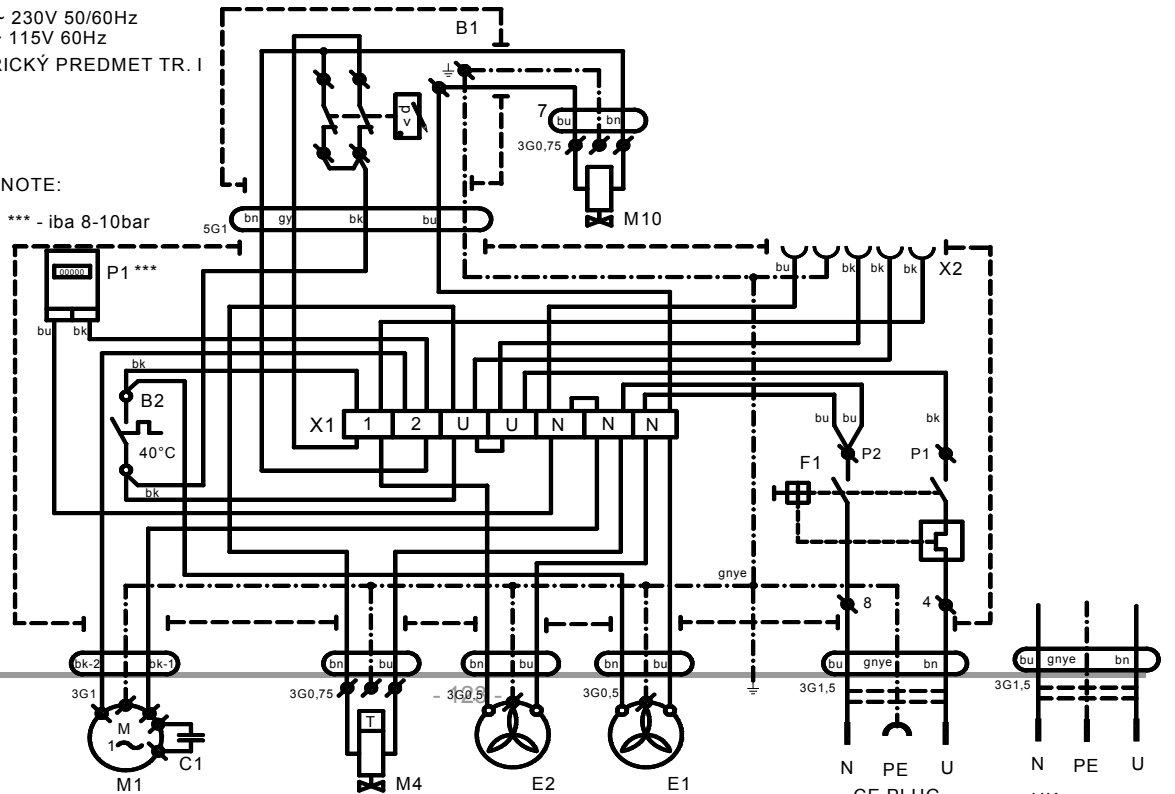 ~ 230V 50/60Hz
~ 115V 60Hz
RICKÝ PREDMET TR. I
B1
7
bu bn
3G0,75
M10
p >
NOTE:
*** - iba 8-10bar
bn gy bk bu
5G1
00000
P1 ***
bu bk
bu bk bk bk
X2
bk
B2
40°C
bk
X1 1 2 U U N N N
bu bu bk
P2 P1
F1
gnye
8 4
bk-2 bk-1
bn bu
bn bu
bn bu
bu gnye bn
bu gnye bn
3G1
3G0,75
3G0,5
3G0,5
3G1,5
3G1,5
M
1~
C1
M1
T
M4
E2
E1
N PE U
N PE U